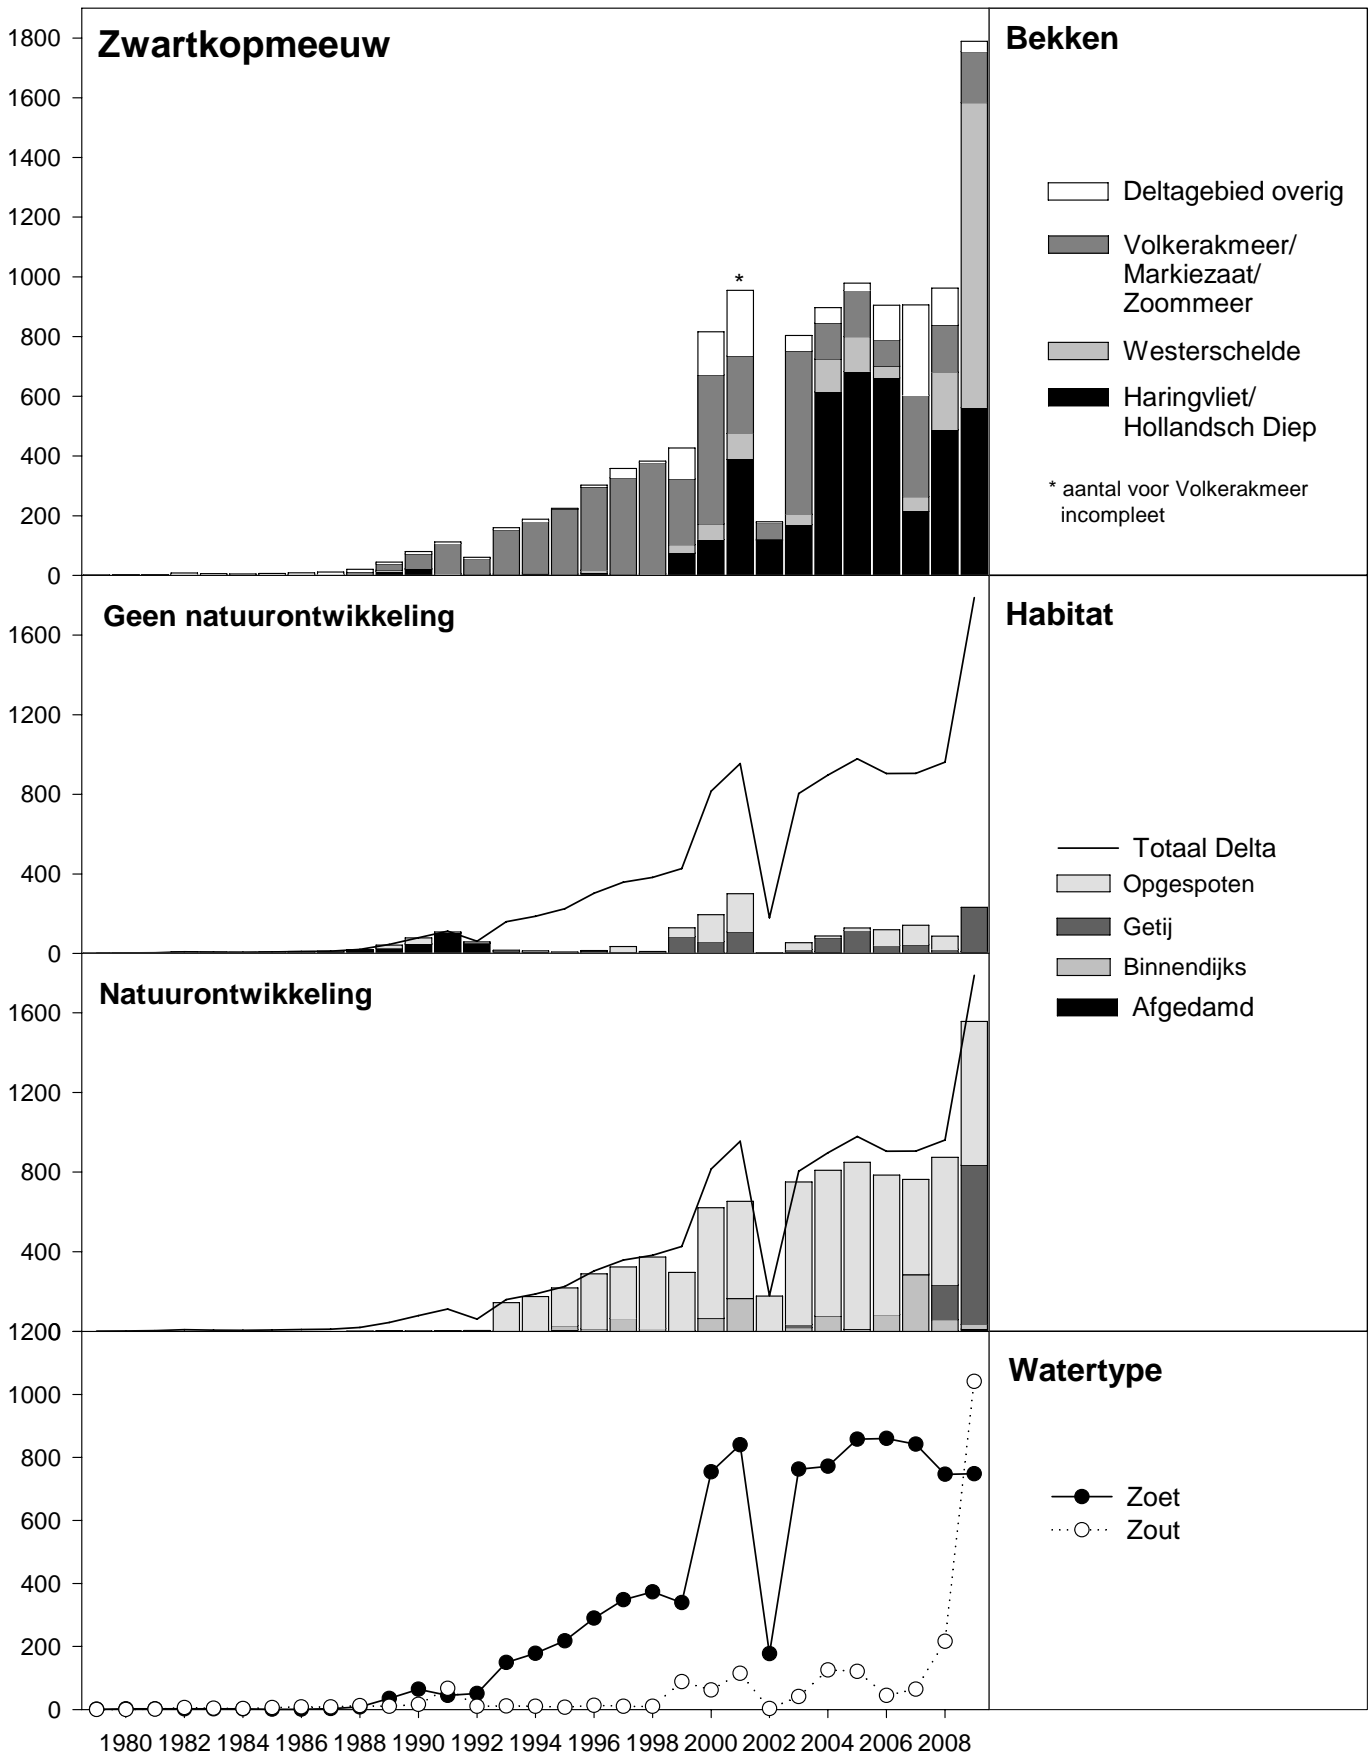 Zwartkopmeeuw
1800
1600
1400
1200
1000
800
600
400
200
0
*
Bekken
Deltagebied overig
Volkerakmeer/
Markiezaat/
Zoommeer
Westerschelde
Haringvliet/
Hollandsch Diep
* aantal voor Volkerakmeer
incompleet
Geen natuurontwikkeling
1600
1200
800
400
0
Habitat
Totaal Delta
Opgespoten
Getij
Binnendijks
Afgedamd
Natuurontwikkeling
1600
1200
800
400
0
1200
1000
800
600
400
200
0
Watertype
Zoet
Zout
1980 1982 1984 1986 1988 1990 1992 1994 1996 1998 2000 2002 2004 2006 2008